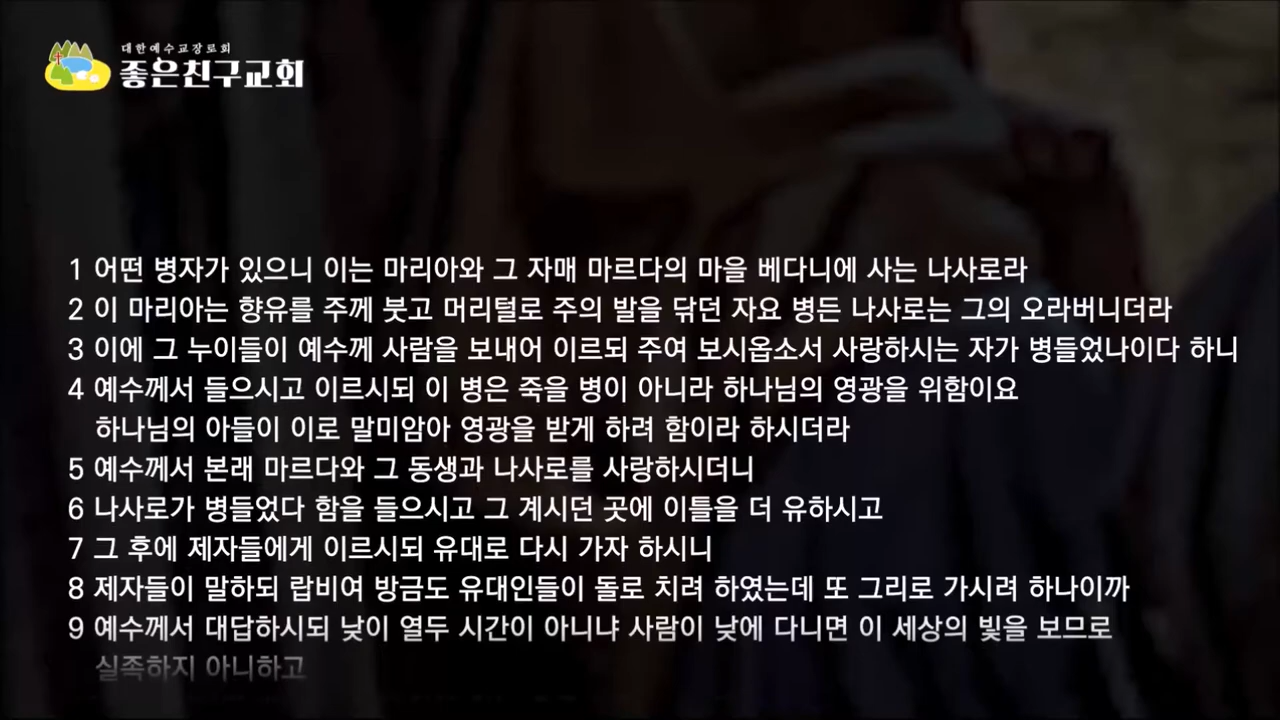 대한예수교장로회
좋은친구교회
1 어떤 병자가 있으니 이는 마리아와 그 자매 마르다의 마을 베다니에 사는 나사로라
2 이 마리아는 향유를 주께 붓고 머리털로 주의 발을 닦던 자요 병든 나사로는 그의 오라버니더라
3 이에 그 누이들이 예수께 사람을 보내어 이르되 주여 보시옵소서 사랑하시는 자가 병들었나이다 하니
4 예수께서 들으시고 이르시되 이 병은 죽을 병이 아니라 하나님의 영광을 위함이요
하나님의 아들이 이로 말미암아 영광을 받게 하려 함이라 하시더라
5 예수께서 본래 마르다와 그 동생과 나사로를 사랑하시더니
6 나사로가 병들었다 함을 들으시고 그 계시던 곳에 이틀을 더 유하시고
7 그 후에 제자들에게 이르시되 유대로 다시 가자 하시니
8 제자들이 말하되 랍비여 방금도 유대인들이 돌로 치려 하였는데 또 그리로 가시려 하나이까
9 예수께서 대답하시되 낮이 열두 시간이 아니냐 사람이 낮에 다니면 이 세상의 빛을 보므로
실족하지 아니하고